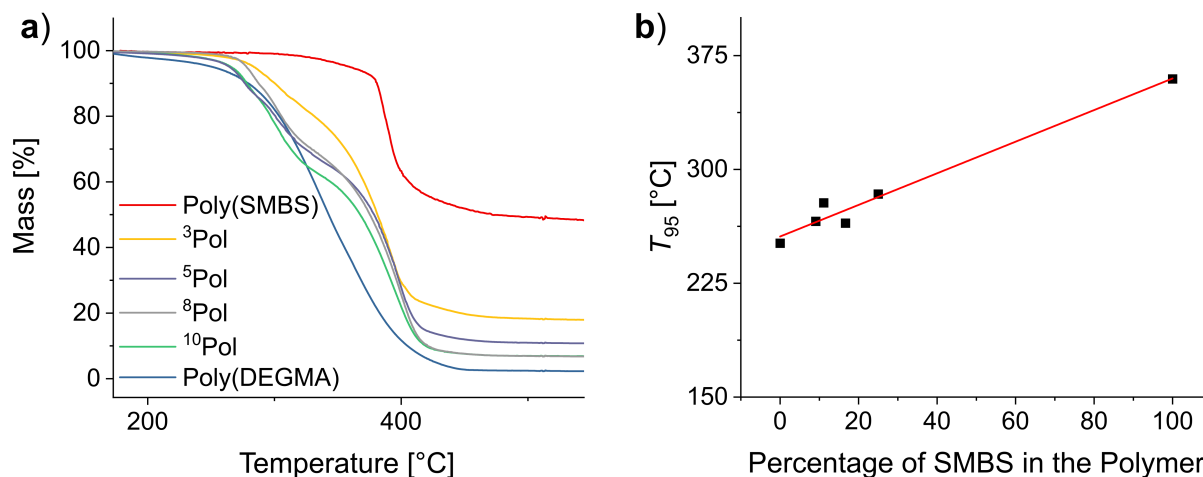 a)
100
80
60
40
20
0
Mass [%]
Poly(SMBS)
³Pol
⁵Pol
⁸Pol
¹⁰Pol
Poly(DEGMA)
200
400
Temperature [°C]
b)
375
300
225
150
T₉₅ [°C]
0
20
40
60
80
100
Percentage of SMBS in the Polymer